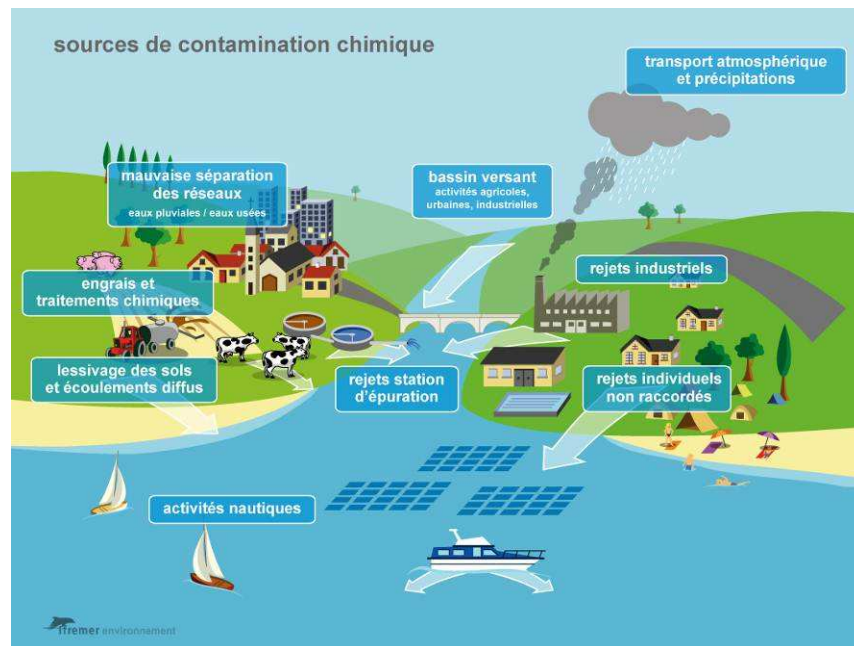 sources de contamination chimique
transport atmosphérique
et précipitations
mauvaise séparation
des réseaux
eaux pluviales / eaux usées
bassin versant
activités agricoles,
urbaines, industrielles
engrais et
traitements chimiques
rejets industriels
lessivage des sols
et écoulements diffus
rejets station
d'épuration
rejets individuels
non raccordés
activités nautiques
ifremer environnement